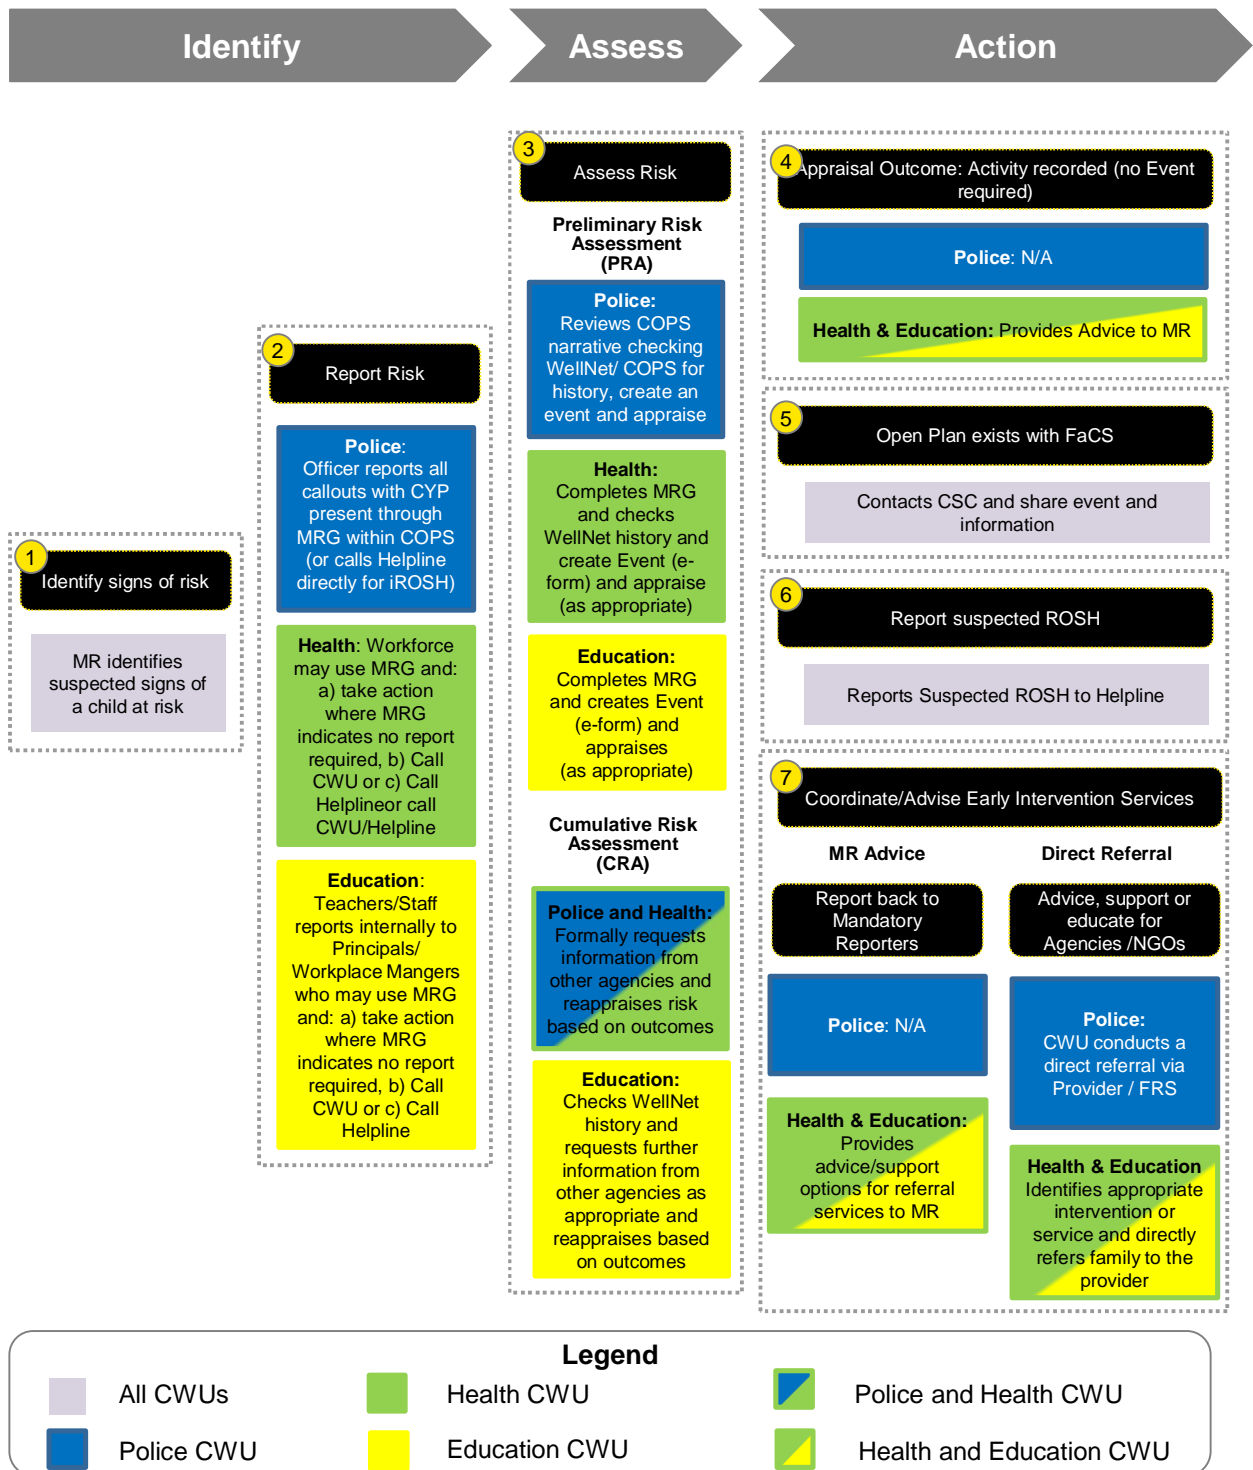 Identify
Assess
Action
1
Identify signs of risk
MR identifies
suspected signs of
a child at risk
2
Report Risk
Police:
Officer reports all
callouts with CYP
present through
MRG within COPS
(or calls Helpline
directly for iROSH)
Health: Workforce
may use MRG and:
a) take action
where MRG
indicates no report
required, b) Call
CWU or c) Call
Helplineor call
CWU/Helpline
Education:
Teachers/Staff
reports internally to
Principals/
Workplace Mangers
who may use MRG
and: a) take action
where MRG
indicates no report
required, b) Call
CWU or c) Call
Helpline
3
Assess Risk
Preliminary Risk
Assessment
(PRA)
Police:
Reviews COPS
narrative checking
WellNet/ COPS for
history, create an
event and appraise
Health:
Completes MRG
and checks
WellNet history and
create Event (e-
form) and appraise
(as appropriate)
Education:
Completes MRG
and creates Event
(e-form) and
appraises
(as appropriate)
Cumulative Risk
Assessment
(CRA)
Police and Health:
Formally requests
information from
other agencies and
reappraises risk
based on outcomes
Education:
Checks WellNet
history and
requests further
information from
other agencies as
appropriate and
reappraises based
on outcomes
4
Appraisal Outcome: Activity recorded (no Event
required)
Police: N/A
Health & Education: Provides Advice to MR
5
Open Plan exists with FaCS
Contacts CSC and share event and
information
6
Report suspected ROSH
Reports Suspected ROSH to Helpline
7
Coordinate/Advise Early Intervention Services
MR Advice
Report back to
Mandatory
Reporters
Police: N/A
Health & Education:
Provides
advice/support
options for referral
services to MR
Direct Referral
Advice, support or
educate for
Agencies /NGOs
Police:
CWU conducts a
direct referral via
Provider / FRS
Health & Education
Identifies appropriate
intervention or
service and directly
refers family to the
provider
Legend
All CWUs
Health CWU
Police and Health CWU
Police CWU
Education CWU
Health and Education CWU